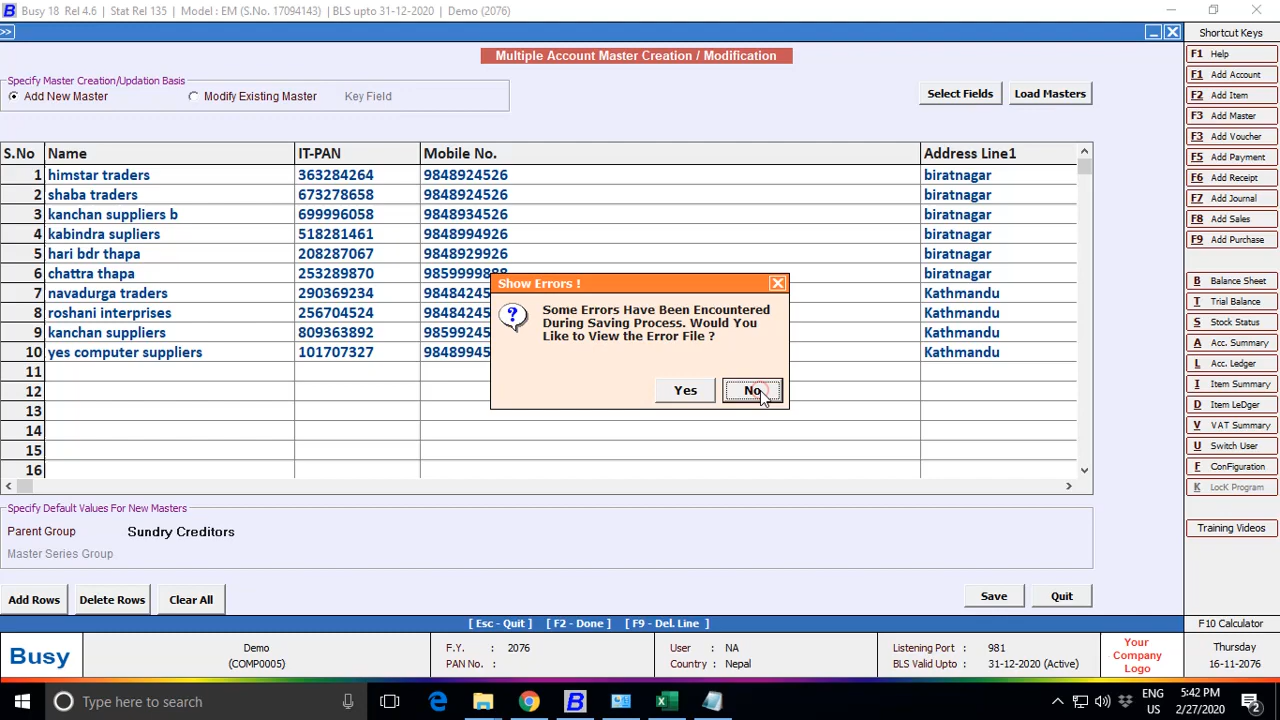 Busy 18 Rel 4.6 | Stat Rel 135 | Model : EM (S.No. 17094143) | BLS upto 31-12-2020 | Demo (2076)
>>
Shortcut Keys
Multiple Account Master Creation / Modification
Specify Master Creation/Updation Basis
Add New Master Modify Existing Master Key Field
Select Fields Load Masters
S.No Name IT-PAN Mobile No. Address Line1
1 himstar traders 363284264 9848924526 biratnagar
2 shaba traders 673278658 9848924526 biratnagar
3 kanchan suppliers b 699996058 9848934526 biratnagar
4 kabindra supliers 518281461 9848994926 biratnagar
5 hari bdr thapa 208287067 9848929926 biratnagar
6 chattra thapa 253289870 9859999888 biratnagar
7 navadurga traders 290369234 98484245 Kathmandu
8 roshani interprises 256704524 98484245 Kathmandu
9 kanchan suppliers 809363892 98599245 Kathmandu
10 yes computer suppliers 101707327 98489945 Kathmandu
11
12
13
14
15
16
Show Errors !
Some Errors Have Been Encountered
During Saving Process. Would You
Like to View the Error File ?
Yes No
Specify Default Values For New Masters
Parent Group Sundry Creditors
Master Series Group
Add Rows Delete Rows Clear All Save Quit
[ Esc - Quit ] [ F2 - Done ] [ F9 - Del. Line ]
F1 Help
F1 Add Account
F2 Add Item
F3 Add Master
F3 Add Voucher
F5 Add Payment
F6 Add Receipt
F7 Add Journal
F8 Add Sales
F9 Add Purchase
B Balance Sheet
T Trial Balance
S Stock Status
A Acc. Summary
L Acc. Ledger
I Item Summary
D Item LeDger
V VAT Summary
U Switch User
F ConFiguration
K LocK Program
Training Videos
F10 Calculator
Busy
Demo
(COMP0005)
F.Y. : 2076
PAN No. :
User : NA
Country : Nepal
Listening Port : 981
BLS Valid Upto : 31-12-2020 (Active)
Your
Company
Logo
Thursday
16-11-2076
Type here to search
ENG
US
5:42 PM
2/27/2020
2